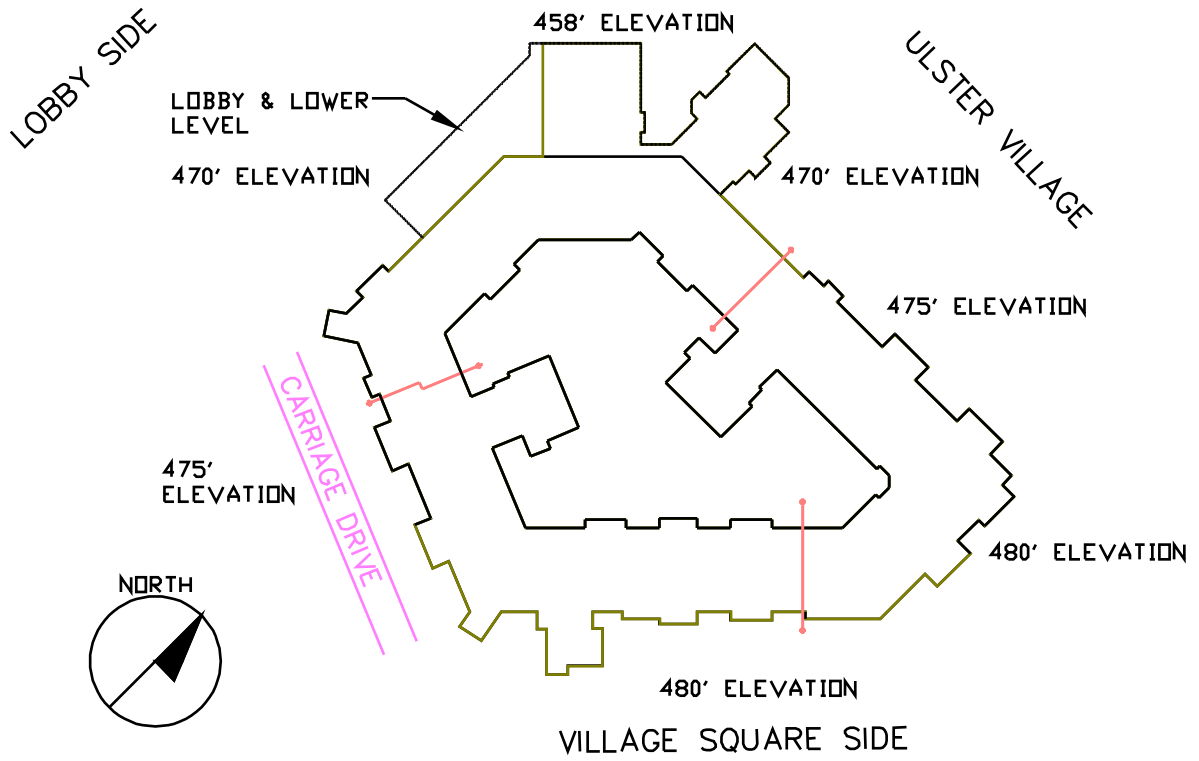 458' ELEVATION
LOBBY SIDE
ULSTER VILLAGE
LOBBY & LOWER
LEVEL
470' ELEVATION
470' ELEVATION
475' ELEVATION
CARRIAGE DRIVE
475'
ELEVATION
480' ELEVATION
NORTH
480' ELEVATION
VILLAGE SQUARE SIDE